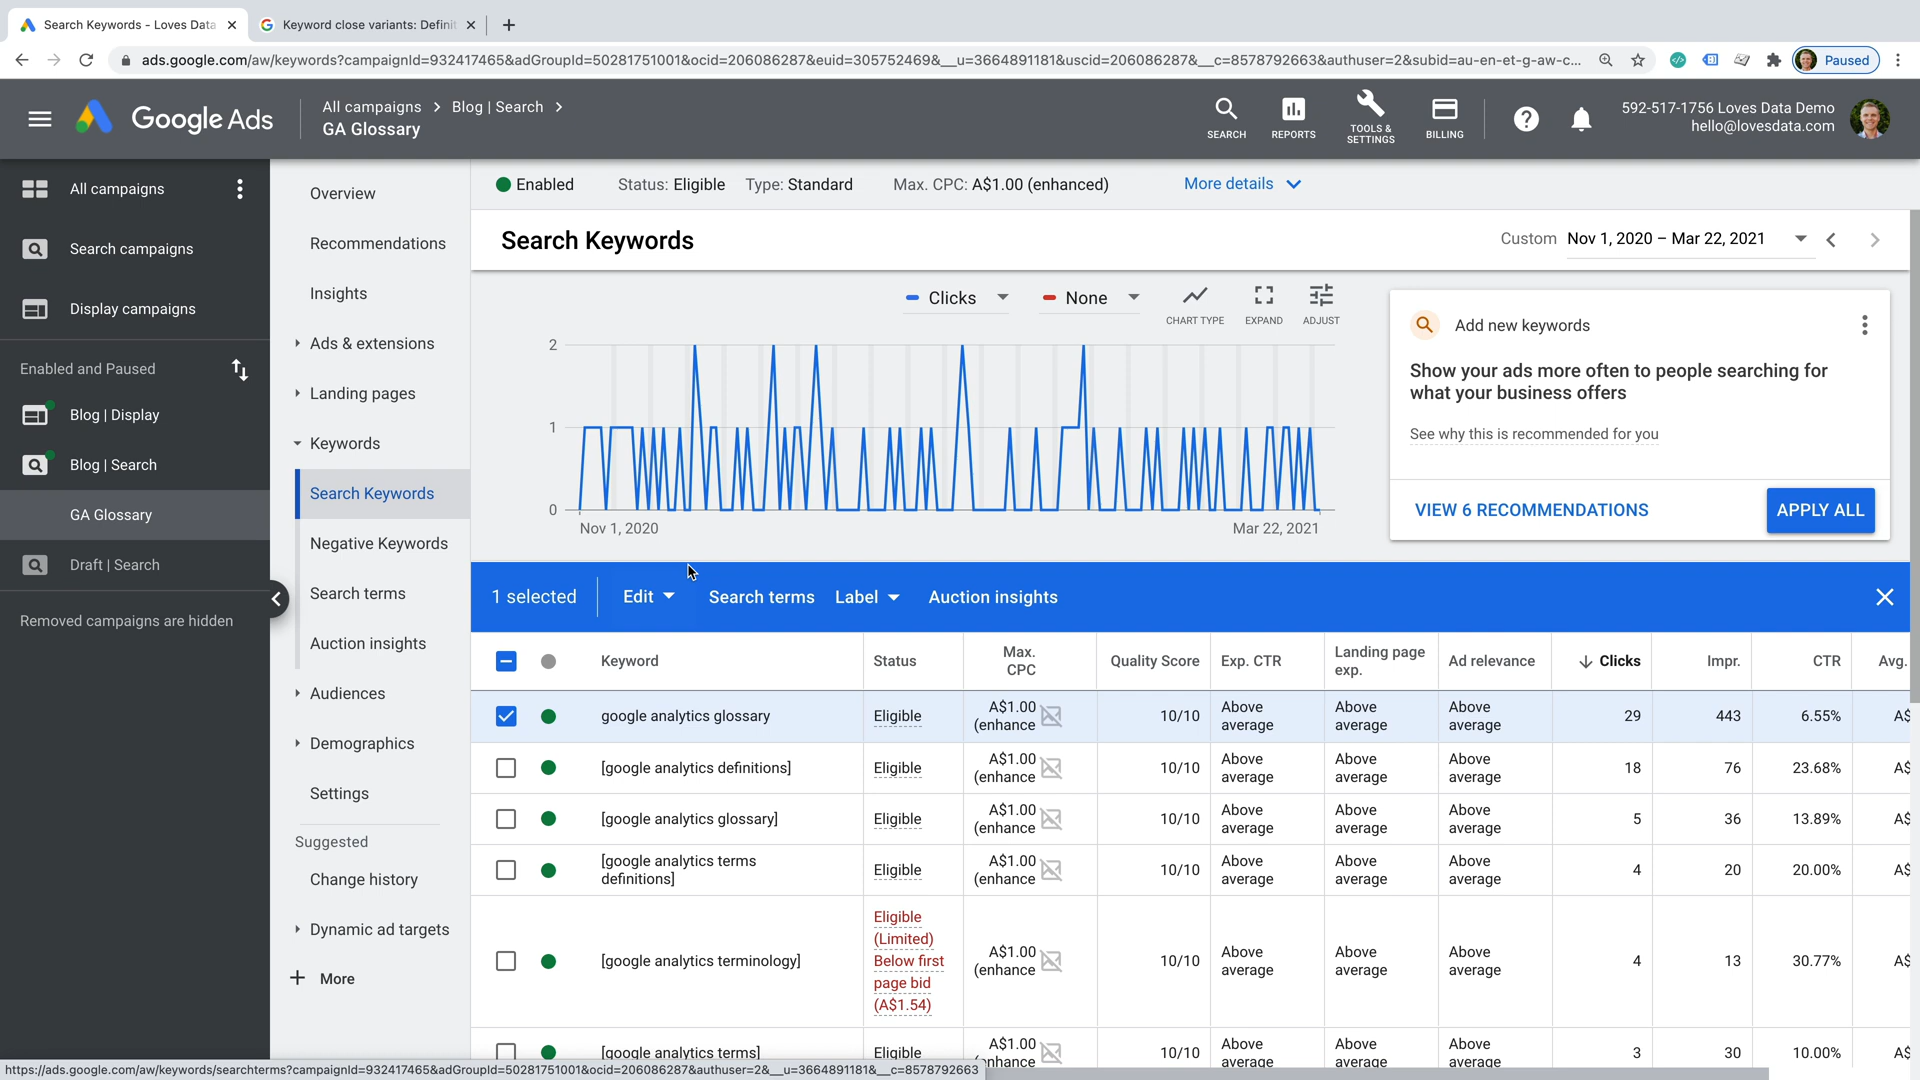 Search Keywords - Loves Data
Keyword close variants: Definit
ads.google.com/aw/keywords?campaignId=932417465&adGroupId=50281751001&ocid=206086287&euid=305752469&__u=3664891181&uscid=206086287&__c=8578792663&authuser=2&subid=au-en-et-g-aw-c...
Paused
Google Ads
All campaigns > Blog | Search >
GA Glossary
SEARCH
REPORTS
TOOLS &
SETTINGS
BILLING
592-517-1756 Loves Data Demo
hello@lovesdata.com
All campaigns
Search campaigns
Display campaigns
Enabled and Paused
Blog | Display
Blog | Search
GA Glossary
Draft | Search
Removed campaigns are hidden
Overview
Recommendations
Insights
Ads & extensions
Landing pages
Keywords
Search Keywords
Negative Keywords
Search terms
Auction insights
Audiences
Demographics
Settings
Suggested
Change history
Dynamic ad targets
+ More
Enabled Status: Eligible Type: Standard Max. CPC: A$1.00 (enhanced) More details
Search Keywords
Custom Nov 1, 2020 – Mar 22, 2021
Clicks
None
CHART TYPE
EXPAND
ADJUST
2
1
0
Nov 1, 2020
Mar 22, 2021
Add new keywords
Show your ads more often to people searching for
what your business offers
See why this is recommended for you
VIEW 6 RECOMMENDATIONS
APPLY ALL
1 selected Edit Search terms Label Auction insights
Keyword Status Max. CPC Quality Score Exp. CTR Landing page exp. Ad relevance Clicks Impr. CTR Avg.
google analytics glossary Eligible A$1.00 (enhance 10/10 Above average Above average Above average 29 443 6.55% A$
[google analytics definitions] Eligible A$1.00 (enhance 10/10 Above average Above average Above average 18 76 23.68% A$
[google analytics glossary] Eligible A$1.00 (enhance 10/10 Above average Above average Above average 5 36 13.89% A$
[google analytics terms definitions] Eligible A$1.00 (enhance 10/10 Above average Above average Above average 4 20 20.00% A$
[google analytics terminology] Eligible (Limited) Below first page bid (A$1.54) A$1.00 (enhance 10/10 Above average Above average Above average 4 13 30.77% A$
[google analytics terms] Eligible A$1.00 enhance 10/10 Above average Above average Above average 3 30 10.00% A$
https://ads.google.com/aw/keywords/searchterms?campaignId=932417465&adGroupId=50281751001&ocid=206086287&authuser=2&__u=3664891181&__c=8578792663